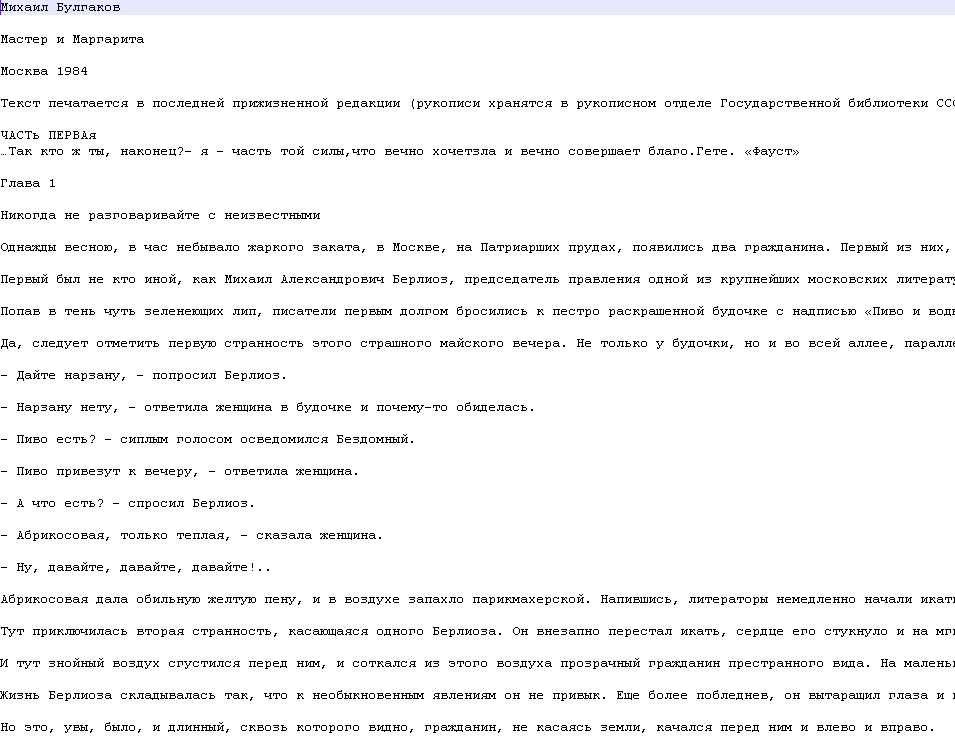 Михаил Булгаков
Мастер и Маргарита
Москва 1984
Текст печатается в последней прижизненной редакции (рукописи хранятся в рукописном отделе Государственной библиотеки ССС
ЧАСТЬ ПЕРВАя
…Так кто ж ты, наконец?– я – часть той силы,что вечно хочетзла и вечно совершает благо.Гете. «Фауст»
Глава 1
Никогда не разговаривайте с неизвестными
Однажды весною, в час небывало жаркого заката, в Москве, на Патриарших прудах, появились два гражданина. Первый из них,
Первый был не кто иной, как Михаил Александрович Берлиоз, председатель правления одной из крупнейших московских литерату
Попав в тень чуть зеленеющих лип, писатели первым долгом бросились к пестро раскрашенной будочке с надписью «Пиво и воды
Да, следует отметить первую странность этого страшного майского вечера. Не только у будочки, но и во всей аллее, паралле
– Дайте нарзану, – попросил Берлиоз.
– Нарзану нету, – ответила женщина в будочке и почему-то обиделась.
– Пиво есть? – сиплым голосом осведомился Бездомный.
– Пиво привезут к вечеру, – ответила женщина.
– А что есть? – спросил Берлиоз.
– Абрикосовая, только теплая, – сказала женщина.
– Ну, давайте, давайте, давайте!..
Абрикосовая дала обильную желтую пену, и в воздухе запахло парикмахерской. Напившись, литераторы немедленно начали икать
Тут приключилась вторая странность, касающаяся одного Берлиоза. Он внезапно перестал икать, сердце его стукнуло и на мгн
И тут знойный воздух сгустился перед ним, и соткался из этого воздуха прозрачный гражданин престранного вида. На маленьк
Жизнь Берлиоза складывалась так, что к необыкновенным явлениям он не привык. Еще более побледнев, он вытаращил глаза и
Но это, увы, было, и длинный, сквозь которого видно, гражданин, не касаясь земли, качался перед ним и влево и вправо.